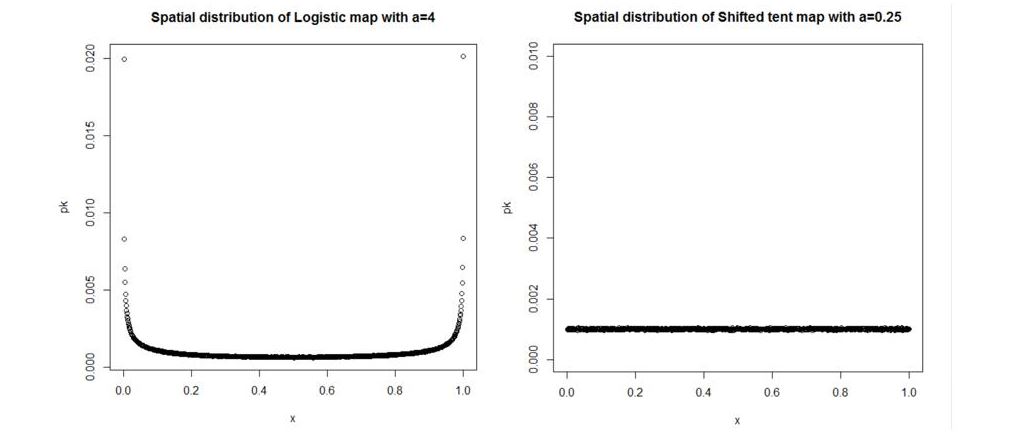 Spatial distribution of Logistic map with a=4
0.020
0.015
0.010
0.005
0.000
pk
0.0 0.2 0.4 0.6 0.8 1.0
x
Spatial distribution of Shifted tent map with a=0.25
0.010
0.008
0.006
0.004
0.002
0.000
pk
0.0 0.2 0.4 0.6 0.8 1.0
x